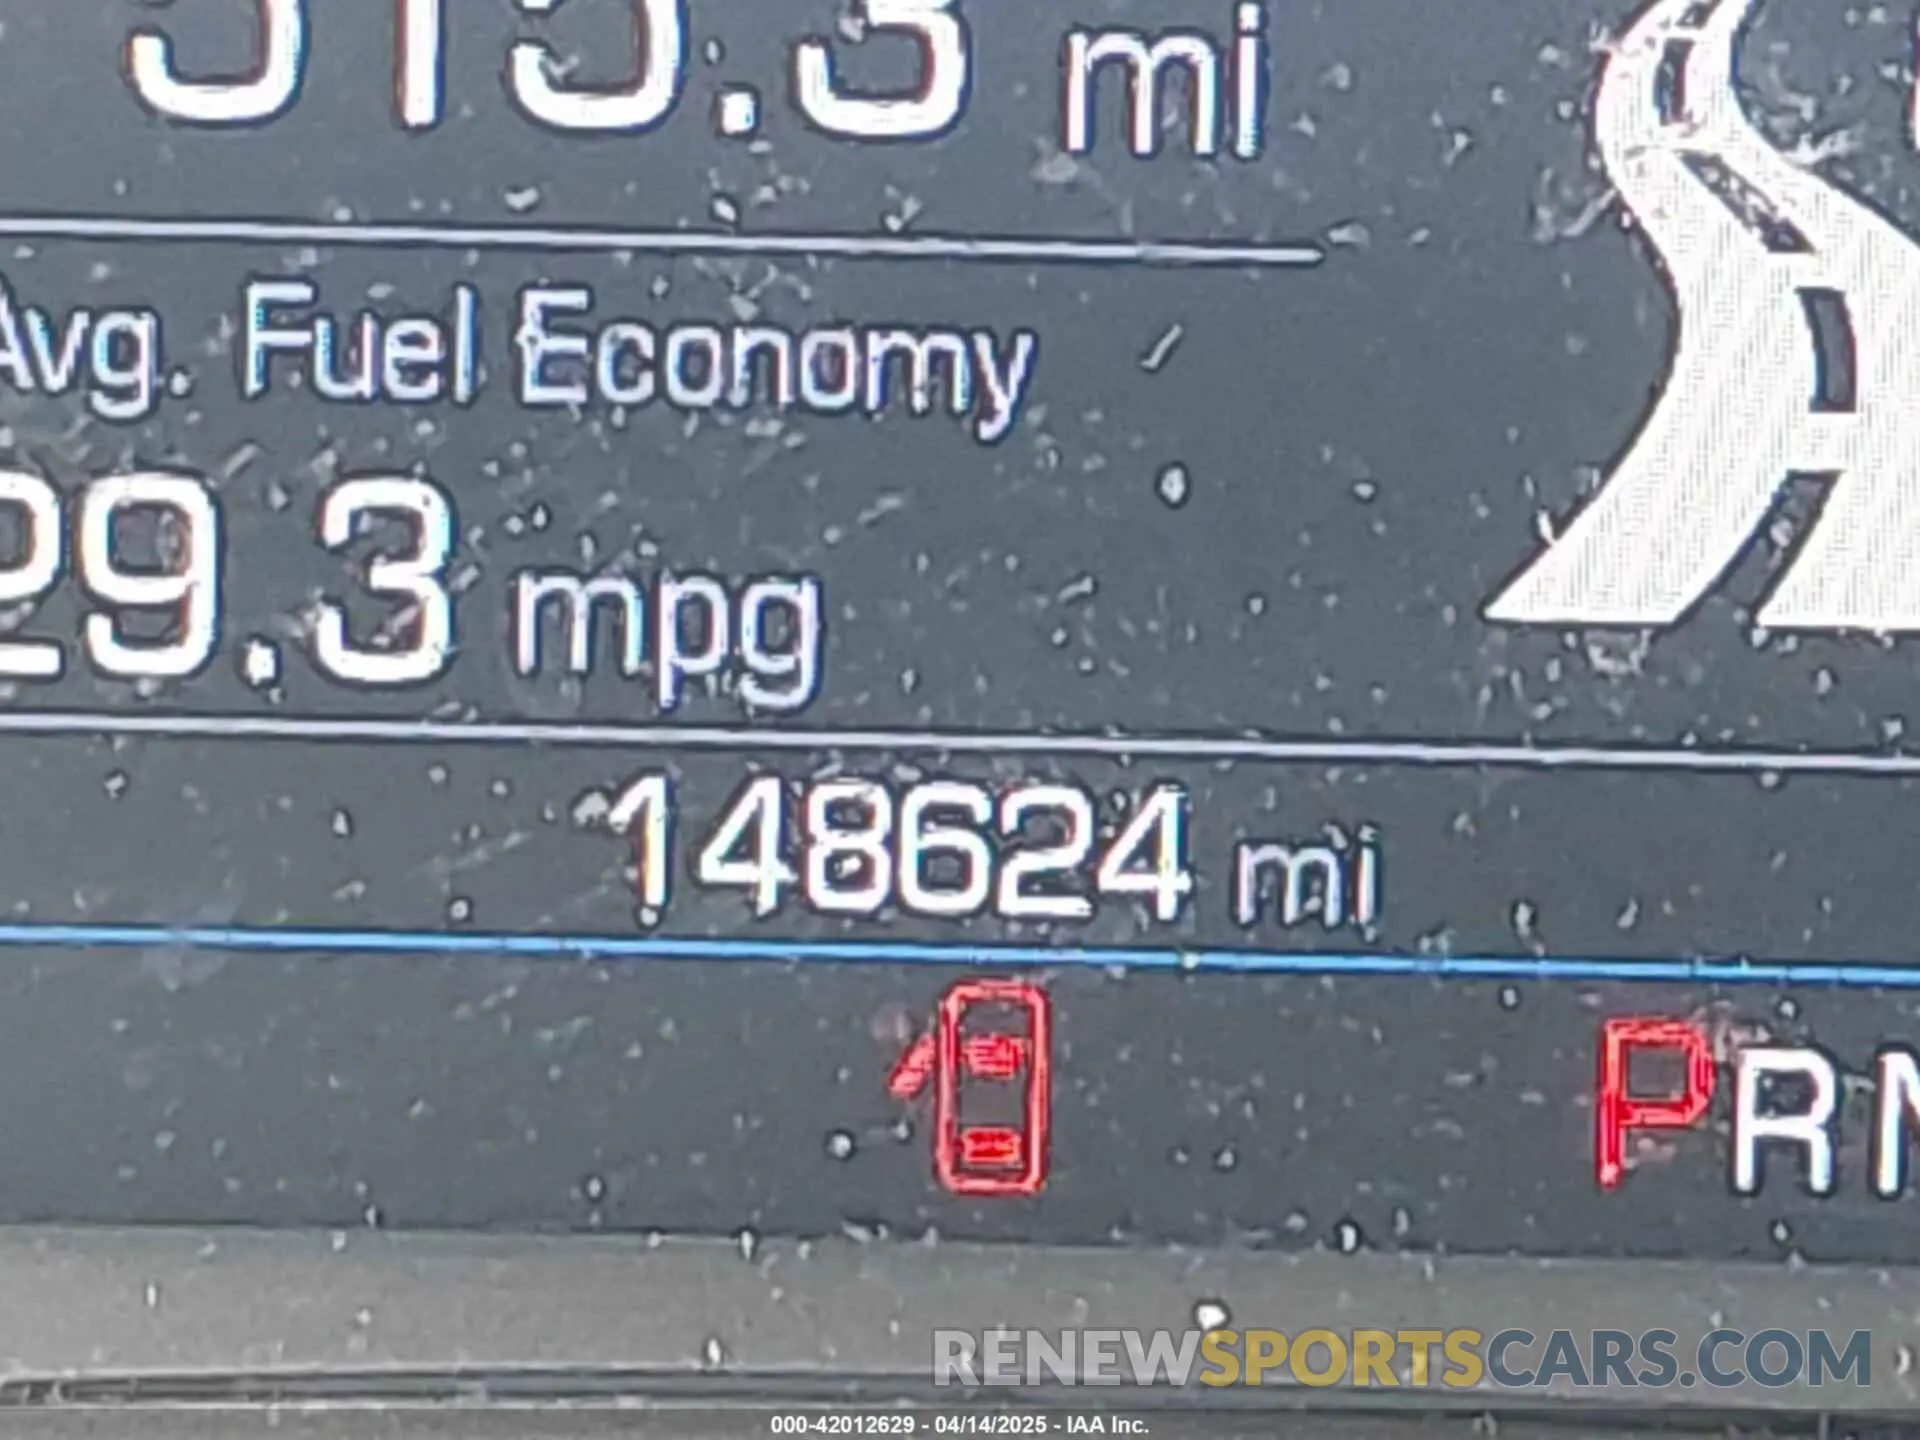 515.3 mi
Avg. Fuel Economy
29.3 mpg
148624 mi
PRN
RENEWSPORTSCARS.COM
000-42012629 - 04/14/2025 - IAA Inc.